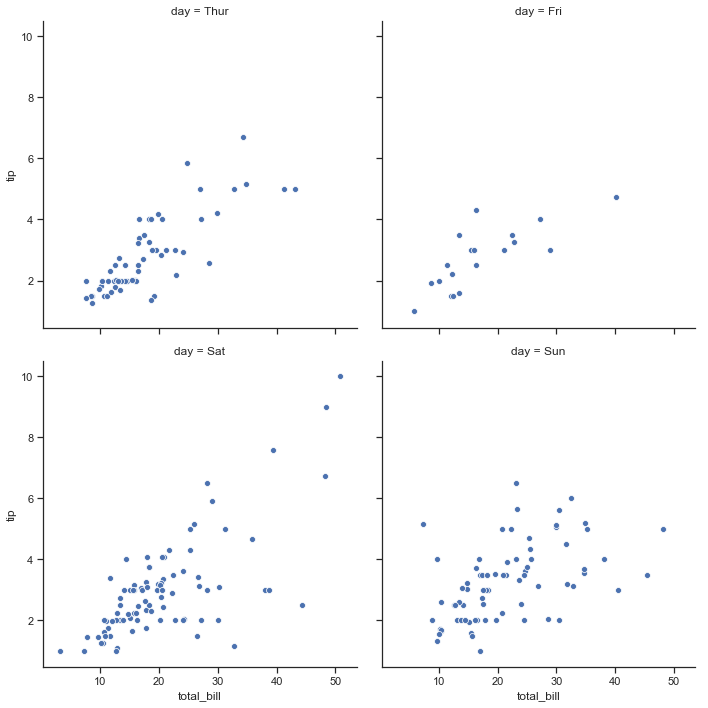 day = Thur
day = Fri
10
8
6
4
2
tip
day = Sat
day = Sun
10
8
6
4
2
tip
10 20 30 40 50
10 20 30 40 50
total_bill
total_bill